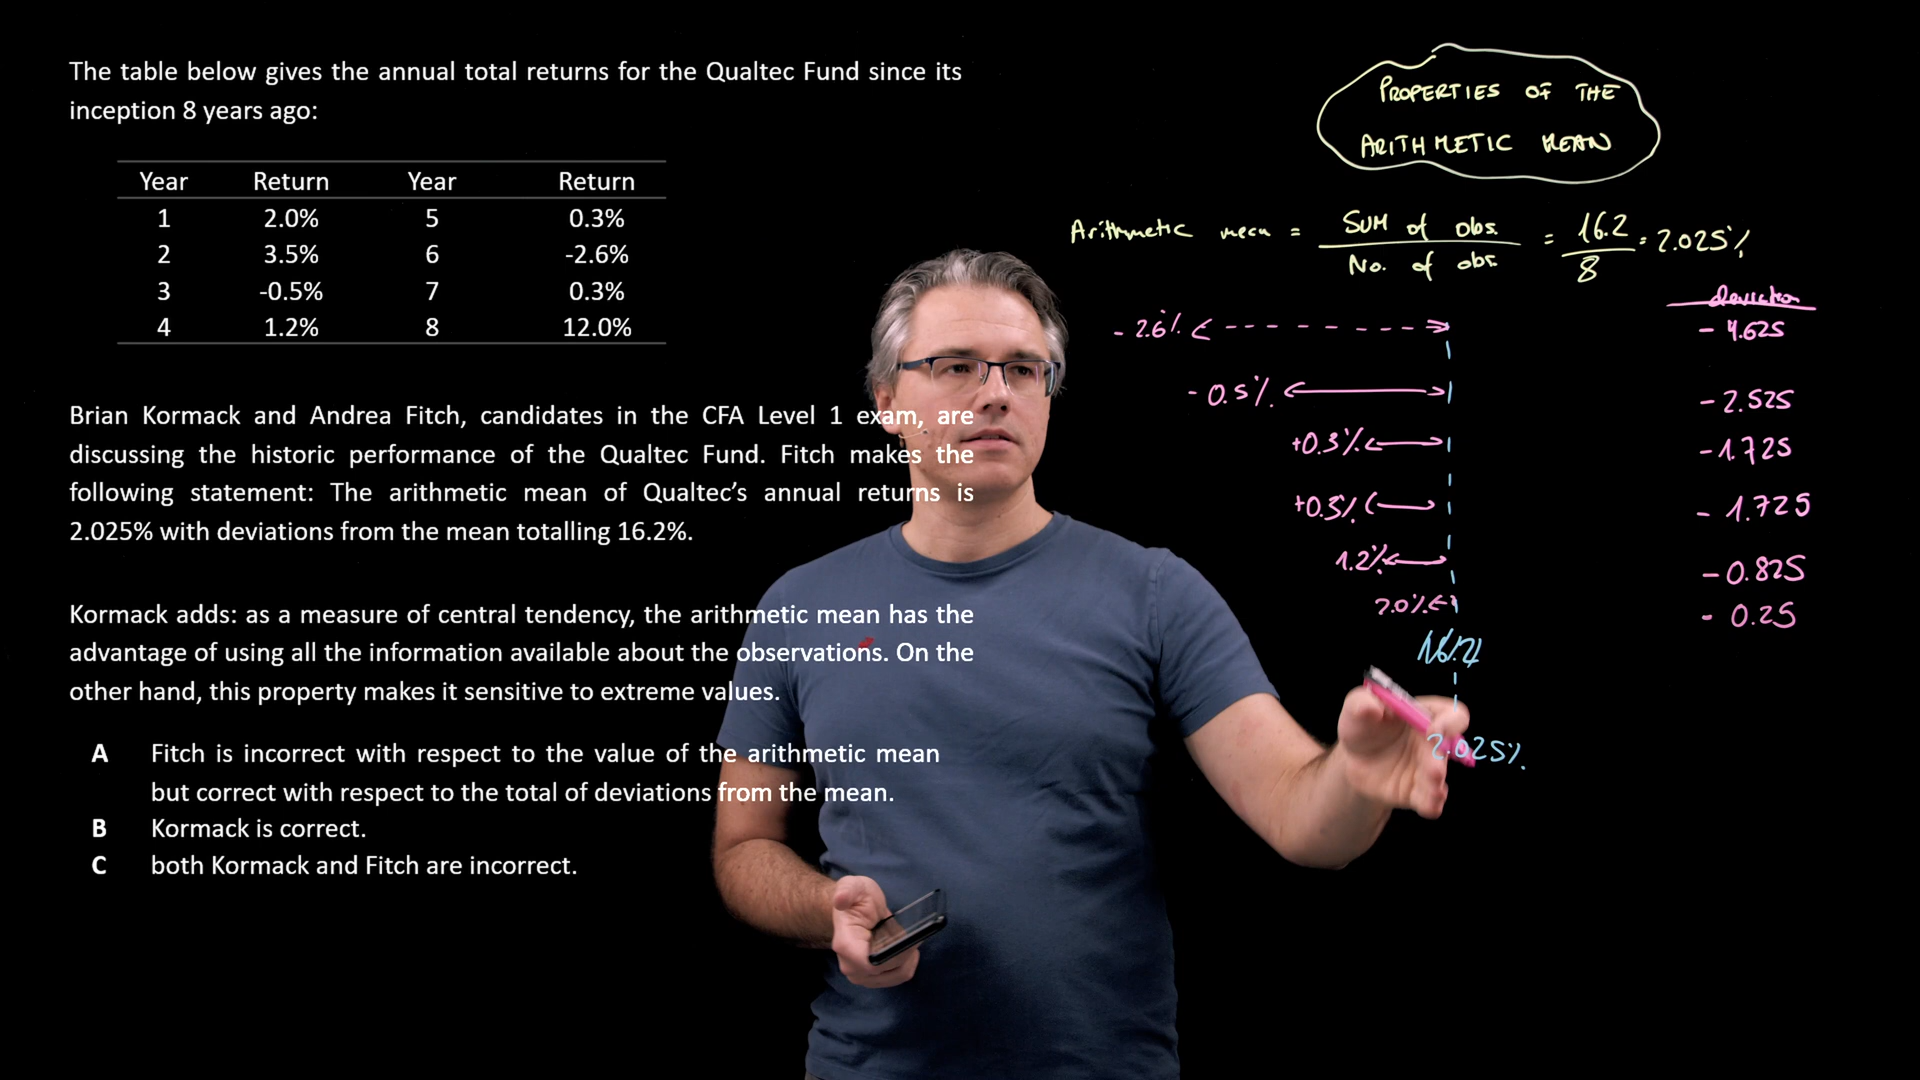 The table below gives the annual total returns for the Qualtec Fund since its
inception 8 years ago:
Year Return Year Return
1 2.0% 5 0.3%
2 3.5% 6 -2.6%
3 -0.5% 7 0.3%
4 1.2% 8 12.0%
Brian Kormack and Andrea Fitch, candidates in the CFA Level 1 exam, are
discussing the historic performance of the Qualtec Fund. Fitch makes the
following statement: The arithmetic mean of Qualtec’s annual returns is
2.025% with deviations from the mean totalling 16.2%.
Kormack adds: as a measure of central tendency, the arithmetic mean has the
advantage of using all the information available about the observations. On the
other hand, this property makes it sensitive to extreme values.
A Fitch is incorrect with respect to the value of the arithmetic mean
but correct with respect to the total of deviations from the mean.
B Kormack is correct.
C both Kormack and Fitch are incorrect.
PROPERTIES OF THE
ARITHMETIC MEAN
Arithmetic mean = SUM of obs. / No. of obs. = 16.2 / 8 = 2.025%
deviation
-2.6% -4.625
-0.5% -2.525
+0.3% -1.725
+0.3% -1.725
1.2% -0.825
2.0% -0.25
2.025%